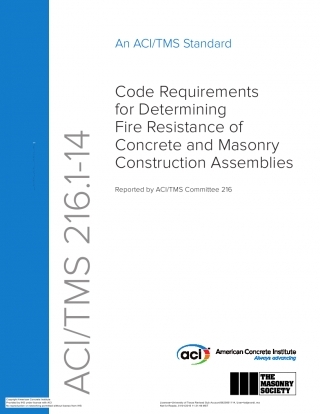 An ACI/TMS Standard
Code Requirements
for Determining
Fire Resistance of
Concrete and Masonry
Construction Assemblies
Reported by ACI/TMS Committee 216
ACI/TMS 216.1-14
aci
American Concrete Institute
Always advancing
THE
MASONRY
SOCIETY